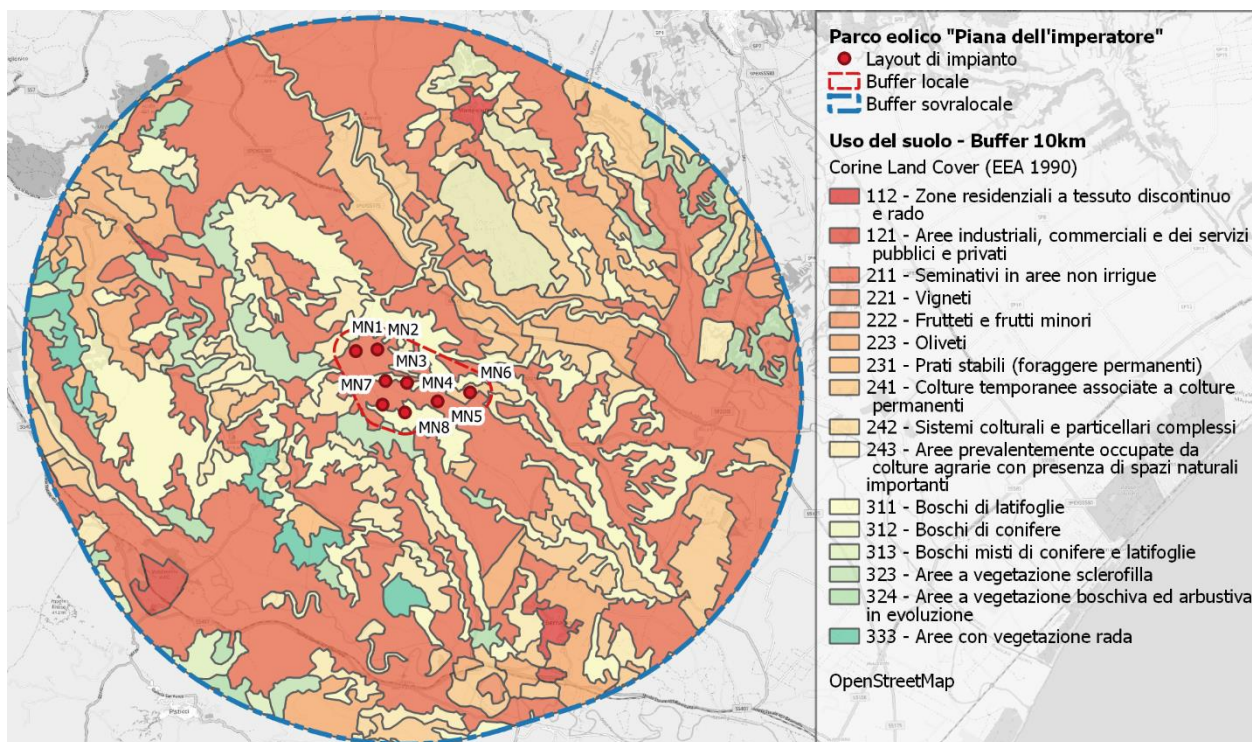 Parco eolico "Piana dell'imperatore"
Layout di impianto
Buffer locale
Buffer sovralocale
Uso del suolo - Buffer 10km
Corine Land Cover (EEA 1990)
112 - Zone residenziali a tessuto discontinuo
e rado
121 - Aree industriali, commerciali e dei servizi
pubblici e privati
211 - Seminativi in aree non irrigue
221 - Vigneti
222 - Frutteti e frutti minori
223 - Oliveti
231 - Prati stabili (foraggere permanenti)
241 - Colture temporanee associate a colture
permanenti
242 - Sistemi colturali e particellari complessi
243 - Aree prevalentemente occupate da
colture agrarie con presenza di spazi naturali
importanti
311 - Boschi di latifoglie
312 - Boschi di conifere
313 - Boschi misti di conifere e latifoglie
323 - Aree a vegetazione sclerofilla
324 - Aree a vegetazione boschiva ed arbustiva
in evoluzione
333 - Aree con vegetazione rada
OpenStreetMap
MN1
MN2
MN3
MN4
MN6
MN7
MN5
MN8
Pisticci